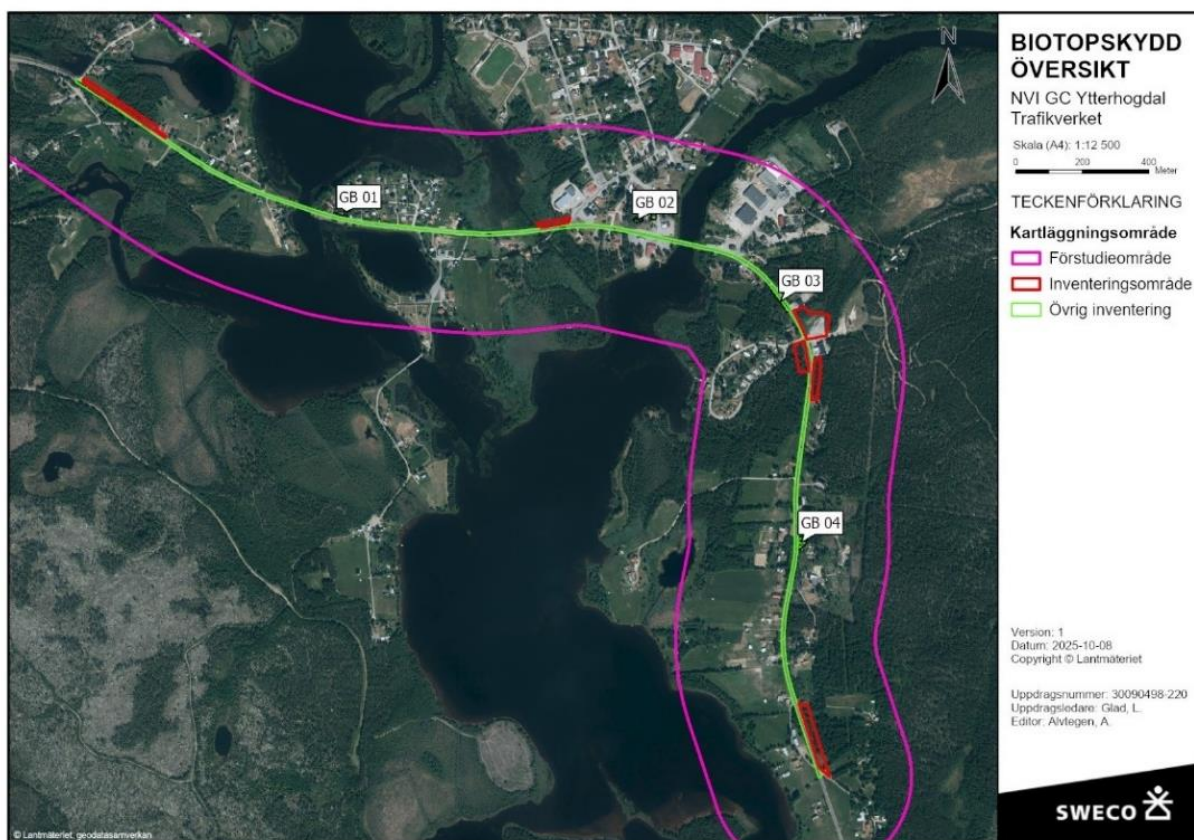 BIOTOPSKYDD
ÖVERSIKT
NVI GC Ytterhogdal
Trafikverket
Skala (A4): 1:12 500
0 200 400
Meter
TECKENFÖRKLARING
Kartläggningsområde
Förstudieområde
Inventeringsområde
Övrig inventering
N
GB 01
GB 02
GB 03
GB 04
Version: 1
Datum: 2025-10-08
Copyright © Lantmäteriet
Uppdragsnummer: 30090498-220
Uppdragsledare: Glad, L.
Editor: Alvtegen, A.
SWECO
© Lantmäteriet, geodatasamverkan